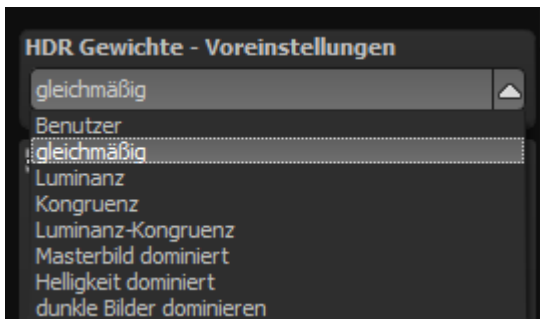 HDR Gewichte - Voreinstellungen
gleichmäßig
Benutzer
gleichmäßig
Luminanz
Kongruenz
Luminanz-Kongruenz
Masterbild dominiert
Helligkeit dominiert
dunkle Bilder dominieren